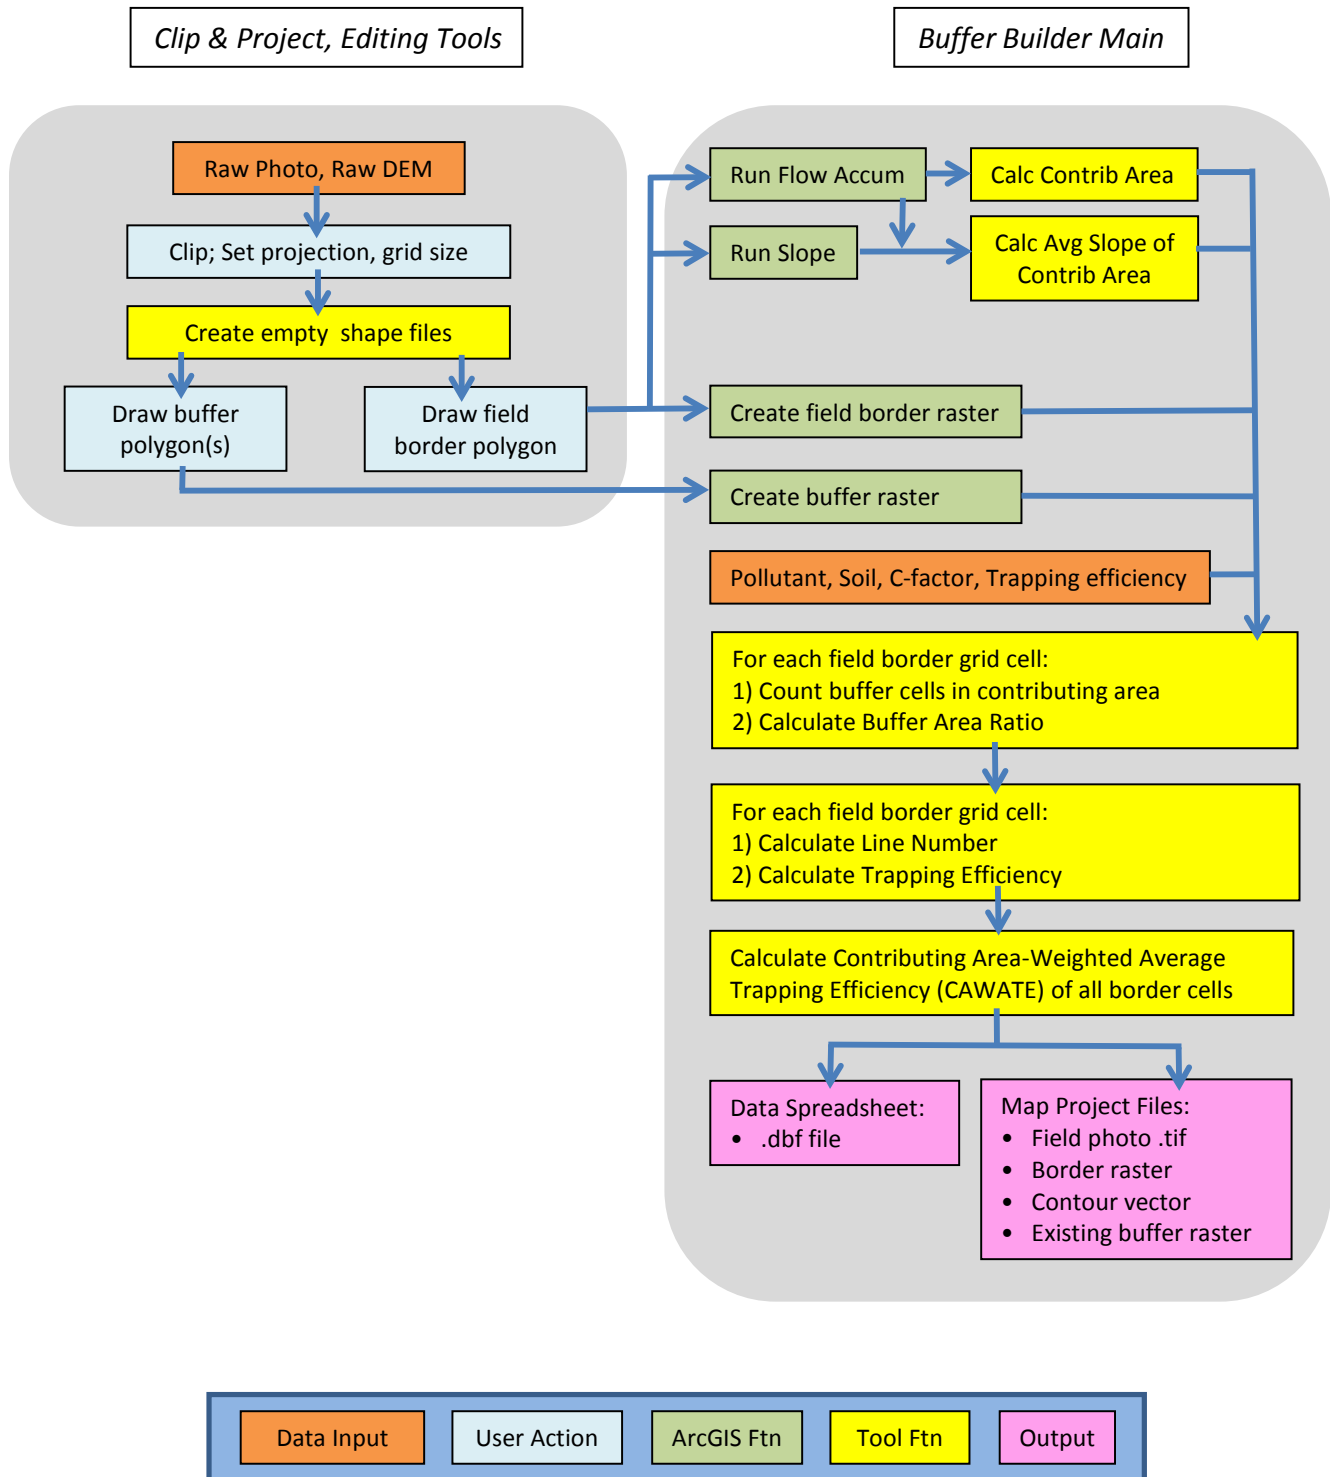 Clip & Project, Editing Tools
Buffer Builder Main
Raw Photo, Raw DEM
Clip; Set projection, grid size
Create empty shape files
Draw buffer
polygon(s)
Draw field
border polygon
Run Flow Accum
Calc Contrib Area
Run Slope
Calc Avg Slope of
Contrib Area
Create field border raster
Create buffer raster
Pollutant, Soil, C-factor, Trapping efficiency
For each field border grid cell:
1) Count buffer cells in contributing area
2) Calculate Buffer Area Ratio
For each field border grid cell:
1) Calculate Line Number
2) Calculate Trapping Efficiency
Calculate Contributing Area-Weighted Average
Trapping Efficiency (CAWATE) of all border cells
Data Spreadsheet:
• .dbf file
Map Project Files:
• Field photo .tif
• Border raster
• Contour vector
• Existing buffer raster
Data Input
User Action
ArcGIS Ftn
Tool Ftn
Output